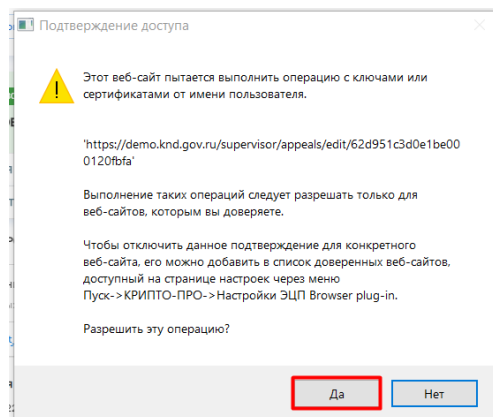 Подтверждение доступа
Этот веб-сайт пытается выполнить операцию с ключами или
сертификатами от имени пользователя.
'https://demo.knd.gov.ru/supervisor/appeals/edit/62d951c3d0e1be00
0120fbfa'
Выполнение таких операций следует разрешать только для
веб-сайтов, которым вы доверяете.
Чтобы отключить данное подтверждение для конкретного
веб-сайта, его можно добавить в список доверенных веб-сайтов,
доступный на странице настроек через меню
Пуск->КРИПТО-ПРО->Настройки ЭЦП Browser plug-in.
Разрешить эту операцию?
Да Нет